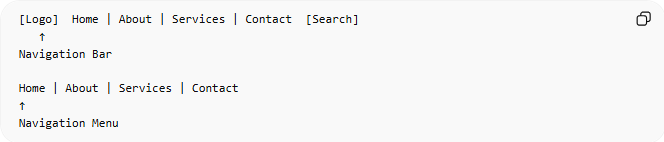 [Logo]  Home | About | Services | Contact  [Search]
↑
Navigation Bar
Home | About | Services | Contact
↑
Navigation Menu